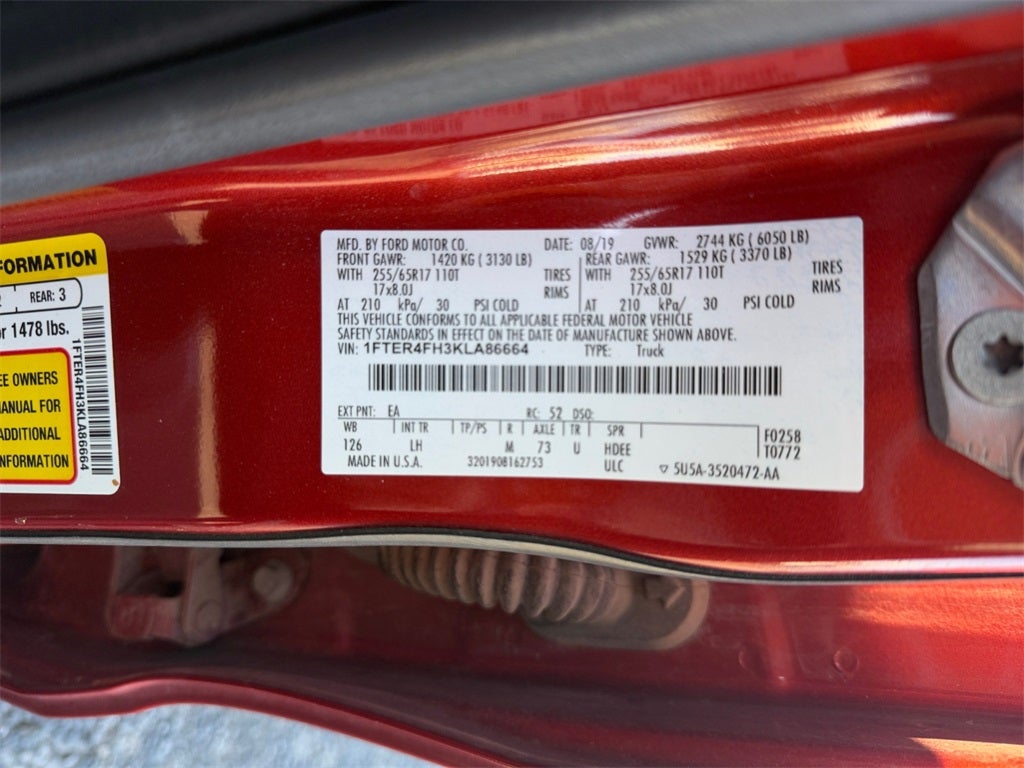 FORMATION
REAR: 3
or 1478 lbs.
EE OWNERS
MANUAL FOR
ADDITIONAL
NFORMATION
1FTER4FH3KLA86664
MFD. BY FORD MOTOR CO. DATE: 08/19 GVWR: 2744 KG ( 6050 LB)
FRONT GAWR: 1420 KG ( 3130 LB) REAR GAWR: 1529 KG ( 3370 LB)
WITH 255/65R17 110T TIRES WITH 255/65R17 110T TIRES
17x8.0J RIMS 17x8.0J RIMS
AT 210 kPa/ 30 PSI COLD AT 210 kPa/ 30 PSI COLD
THIS VEHICLE CONFORMS TO ALL APPLICABLE FEDERAL MOTOR VEHICLE
SAFETY STANDARDS IN EFFECT ON THE DATE OF MANUFACTURE SHOWN ABOVE.
VIN: 1FTER4FH3KLA86664 TYPE: Truck
EXT PNT: EA RC: 52 DSO:
WB INT TR TP/PS R AXLE TR SPR F0258
126 LH M 73 U HDEE T0772
MADE IN U.S.A. 3201908162753 ULC 5U5A-3520472-AA